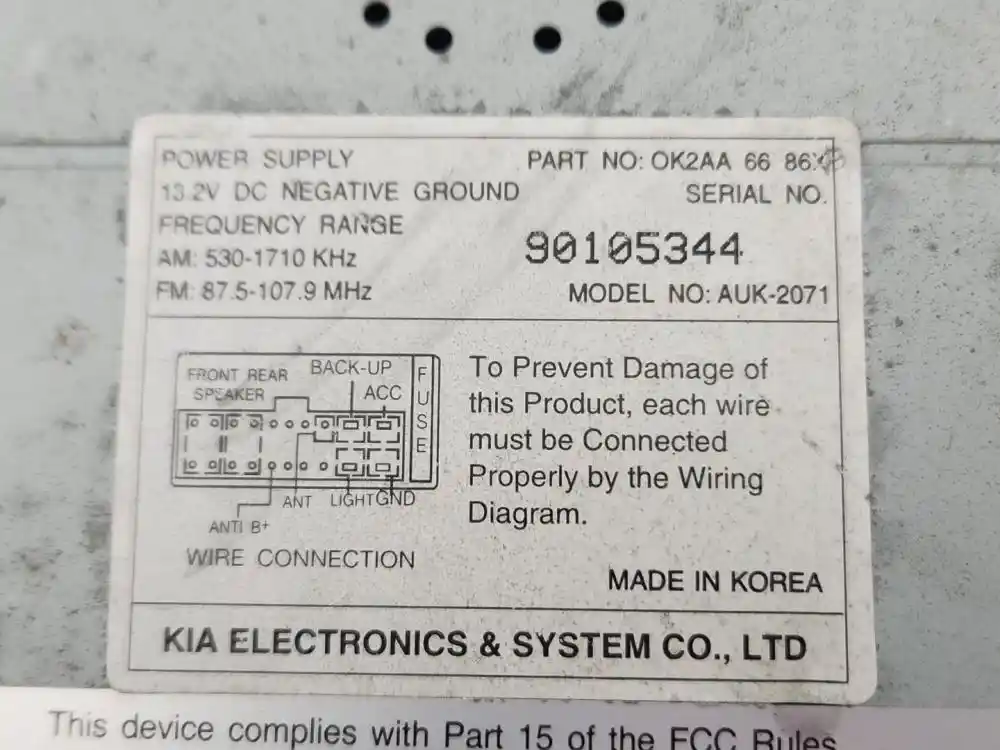 POWER SUPPLY
13.2V DC NEGATIVE GROUND
FREQUENCY RANGE
AM: 530-1710 KHz
FM: 87.5-107.9 MHz
PART NO: OK2AA 66 86
SERIAL NO.
90105344
MODEL NO: AUK-2071
FRONT REAR
SPEAKER
BACK-UP
ACC
FUSE
ANT
LIGHT
GND
ANTI B+
WIRE CONNECTION
To Prevent Damage of
this Product, each wire
must be Connected
Properly by the Wiring
Diagram.
MADE IN KOREA
KIA ELECTRONICS & SYSTEM CO., LTD
This device complies with Part 15 of the FCC Rules